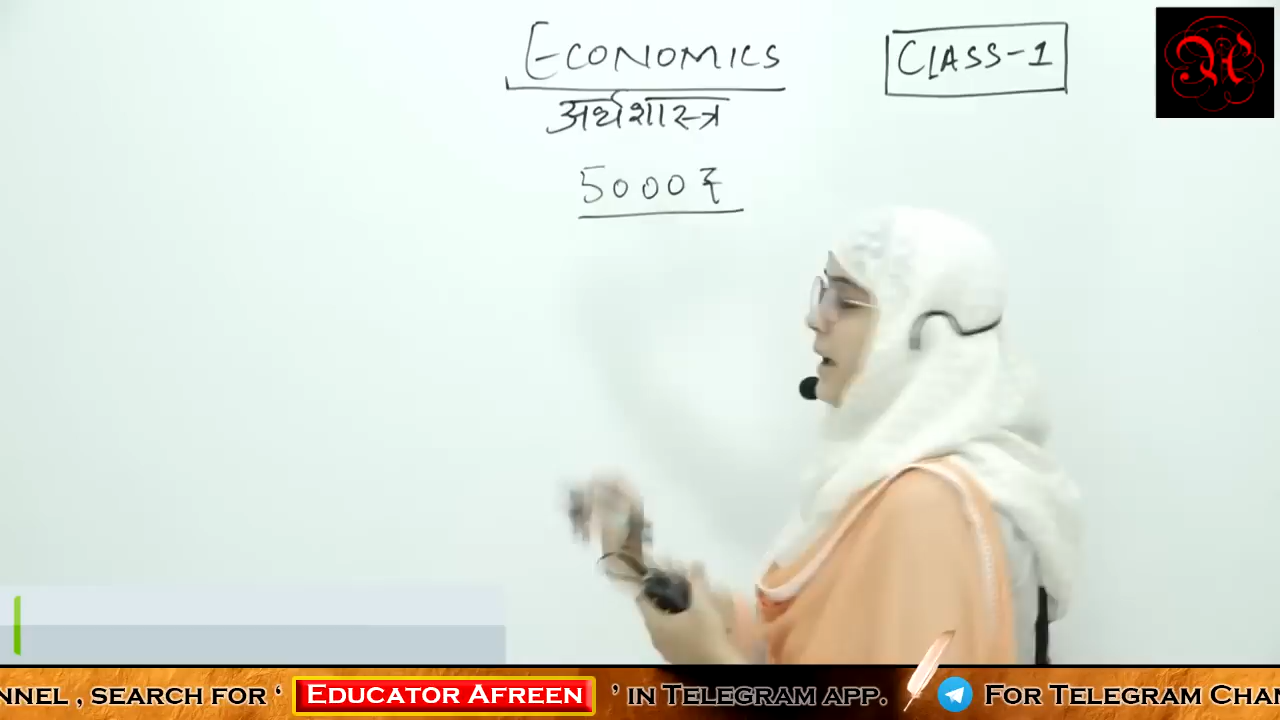 ECONOMICS
CLASS-1
अर्थशास्त्र
5000₹
NNEL , SEARCH FOR ‘ EDUCATOR AFREEN ’ IN TELEGRAM APP. FOR TELEGRAM CHAN